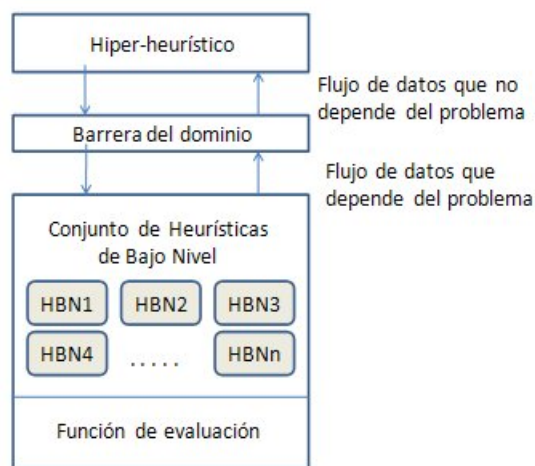 Hiper-heurístico
Flujo de datos que no
depende del problema
Barrera del dominio
Flujo de datos que
depende del problema
Conjunto de Heurísticas
de Bajo Nivel
HBN1 HBN2 HBN3
HBN4 ..... HBNn
Función de evaluación